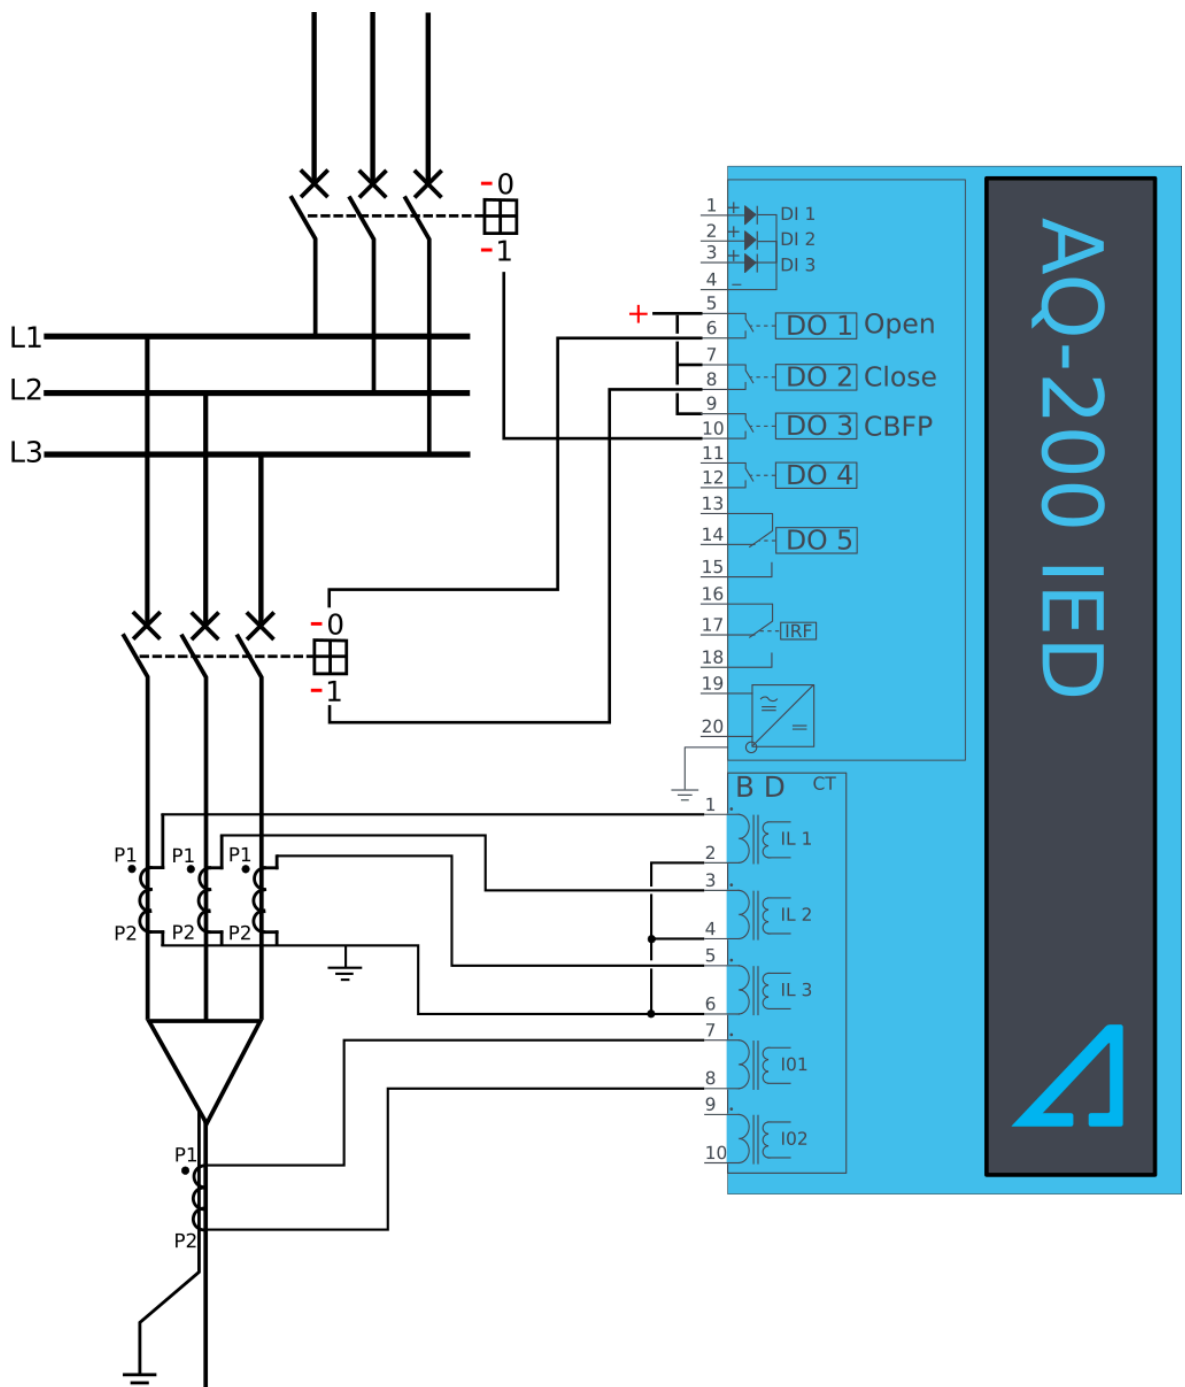 -0
-1
L1
L2
L3
-0
-1
P1
P1
P1
P2
P2
P2
P1
P2
+
1 + DI 1
2 + DI 2
3 + DI 3
4 −
5
6 DO 1 Open
7
8 DO 2 Close
9
10 DO 3 CBFP
11
12 DO 4
13
14 DO 5
15
16
17 IRF
18
19
20
B D CT
1
IL 1
2
3
IL 2
4
5
IL 3
6
7
I01
8
9
I02
10
AQ-200 IED